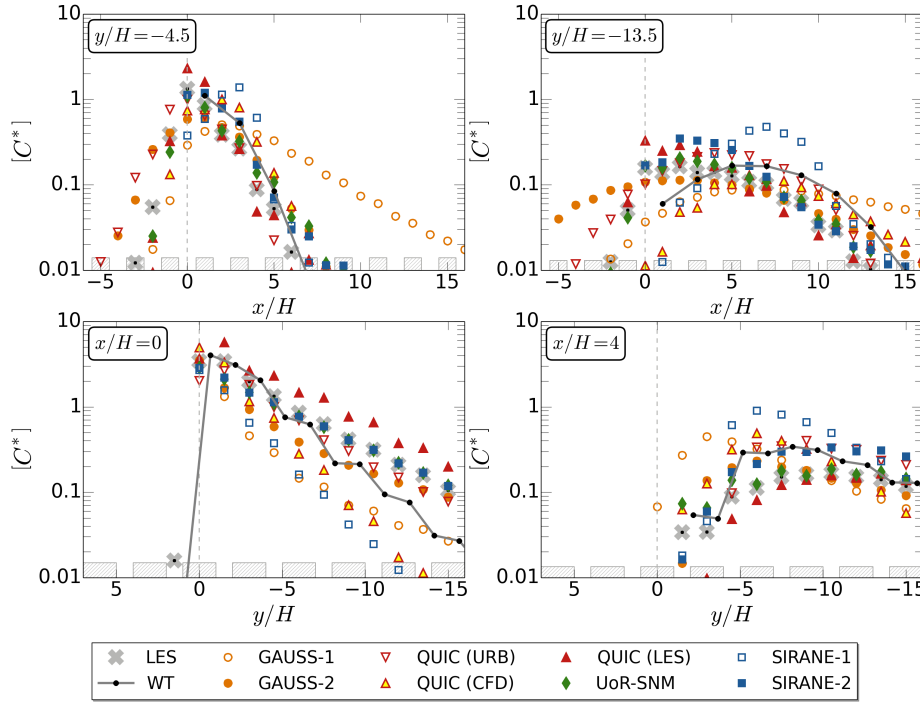 10
1
0.1
0.01
[C*]
y/H=−4.5
−5 0 5 10 15
x/H
10
1
0.1
0.01
[C*]
y/H=−13.5
−5 0 5 10 15
x/H
10
1
0.1
0.01
[C*]
x/H=0
5 0 −5 −10 −15
y/H
10
1
0.1
0.01
[C*]
x/H=4
5 0 −5 −10 −15
y/H
LES GAUSS-1 QUIC (URB) QUIC (LES) SIRANE-1
WT GAUSS-2 QUIC (CFD) UoR-SNM SIRANE-2